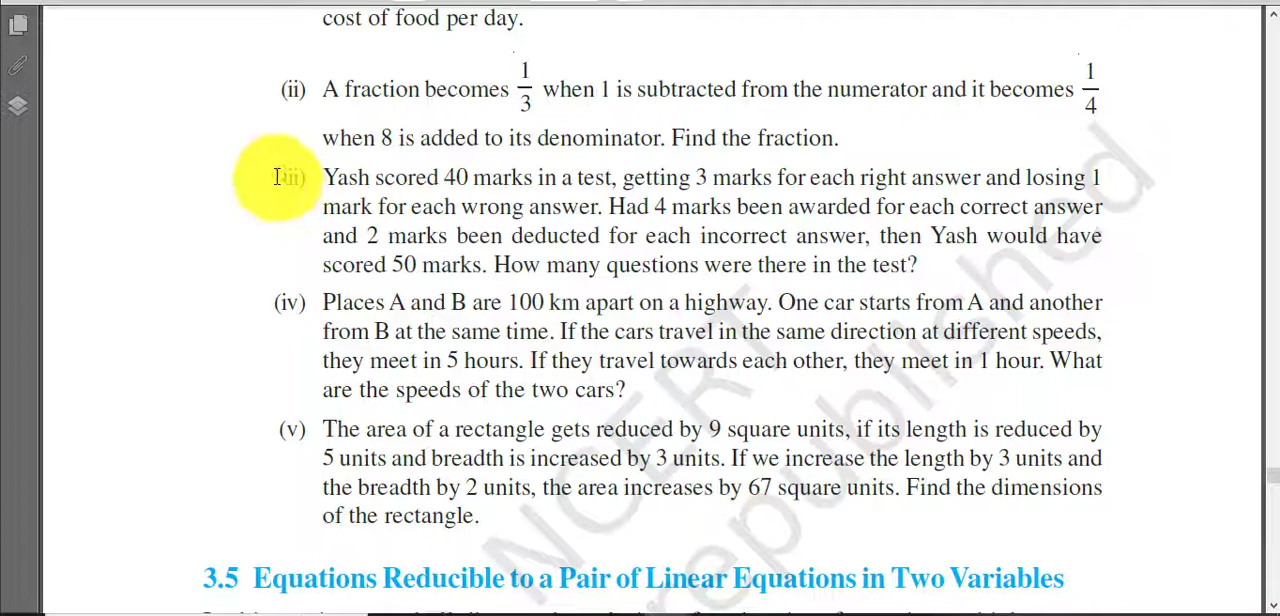 cost of food per day.
(ii) A fraction becomes 1/3 when 1 is subtracted from the numerator and it becomes 1/4
when 8 is added to its denominator. Find the fraction.
(iii) Yash scored 40 marks in a test, getting 3 marks for each right answer and losing 1
mark for each wrong answer. Had 4 marks been awarded for each correct answer
and 2 marks been deducted for each incorrect answer, then Yash would have
scored 50 marks. How many questions were there in the test?
(iv) Places A and B are 100 km apart on a highway. One car starts from A and another
from B at the same time. If the cars travel in the same direction at different speeds,
they meet in 5 hours. If they travel towards each other, they meet in 1 hour. What
are the speeds of the two cars?
(v) The area of a rectangle gets reduced by 9 square units, if its length is reduced by
5 units and breadth is increased by 3 units. If we increase the length by 3 units and
the breadth by 2 units, the area increases by 67 square units. Find the dimensions
of the rectangle.
3.5 Equations Reducible to a Pair of Linear Equations in Two Variables
NCERT
republished